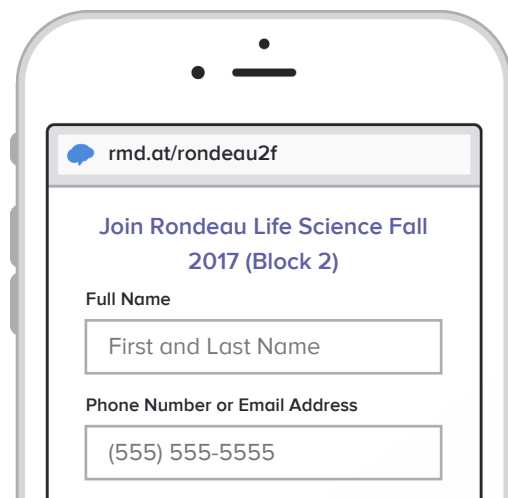 rmd.at/rondeau2f
Join Rondeau Life Science Fall
2017 (Block 2)
Full Name
First and Last Name
Phone Number or Email Address
(555) 555-5555